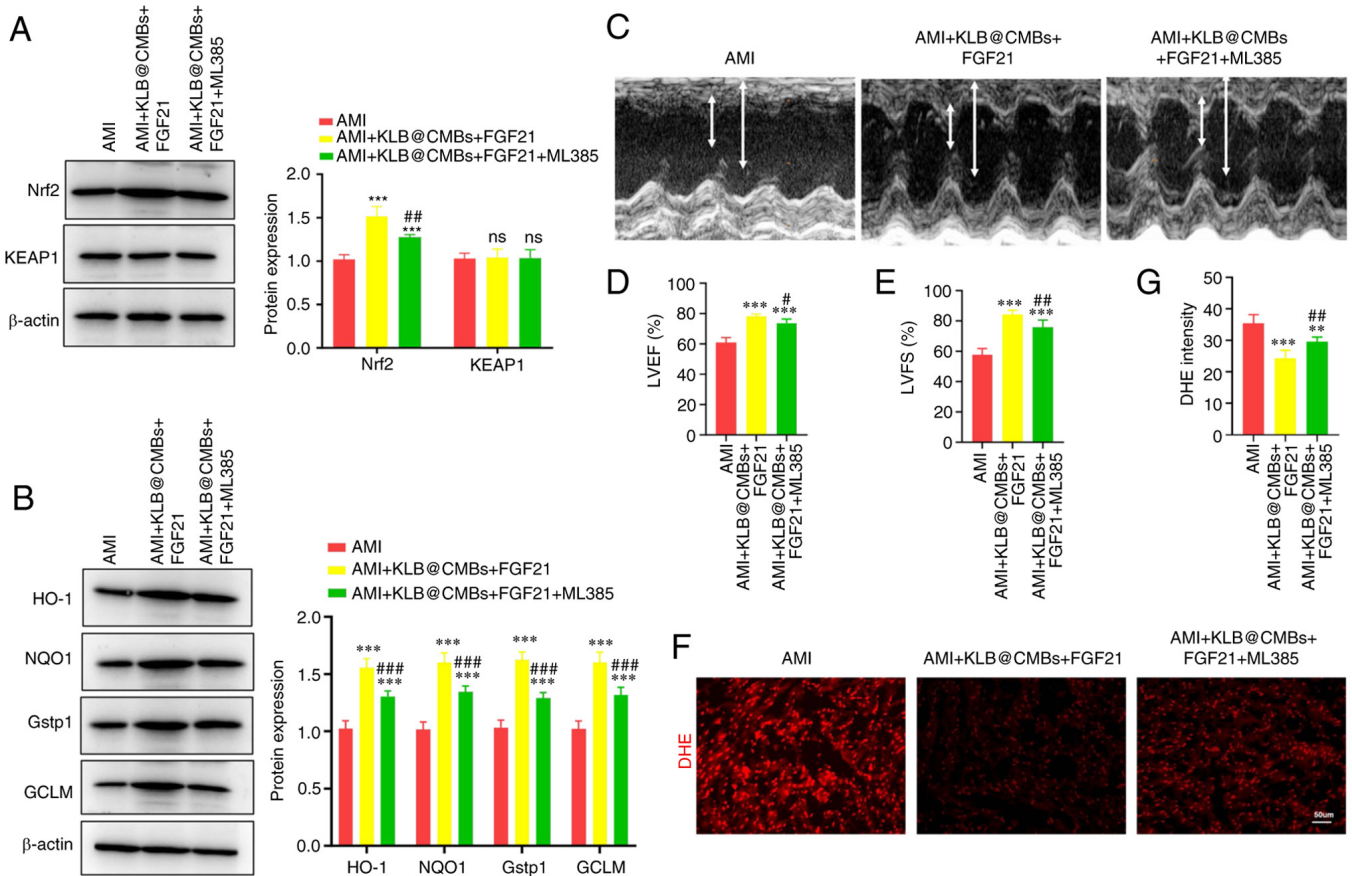 A
AMI
AMI+KLB@CMBs+
FGF21
AMI+KLB@CMBs+
FGF21+ML385
Nrf2
KEAP1
β-actin
AMI
AMI+KLB@CMBs+FGF21
AMI+KLB@CMBs+FGF21+ML385
Protein expression
2.0
1.5
1.0
0.5
0.0
***
##
***
ns
ns
Nrf2
KEAP1
C
AMI
AMI+KLB@CMBs+
FGF21
AMI+KLB@CMBs
+FGF21+ML385
D
LVEF (%)
100
80
60
40
20
0
***
#
***
AMI
AMI+KLB@CMBs+
FGF21
AMI+KLB@CMBs+
FGF21+ML385
E
LVFS (%)
100
80
60
40
20
0
***
##
***
AMI
AMI+KLB@CMBs+
FGF21
AMI+KLB@CMBs+
FGF21+ML385
G
DHE intensity
50
40
30
20
10
0
***
##
**
AMI
AMI+KLB@CMBs+
FGF21
AMI+KLB@CMBs+
FGF21+ML385
B
AMI
AMI+KLB@CMBs+
FGF21
AMI+KLB@CMBs+
FGF21+ML385
HO-1
NQO1
Gstp1
GCLM
β-actin
AMI
AMI+KLB@CMBs+FGF21
AMI+KLB@CMBs+FGF21+ML385
Protein expression
2.0
1.5
1.0
0.5
0.0
***
###
***
***
###
***
***
###
***
***
###
***
HO-1
NQO1
Gstp1
GCLM
F
AMI
AMI+KLB@CMBs+FGF21
AMI+KLB@CMBs+
FGF21+ML385
DHE
50um